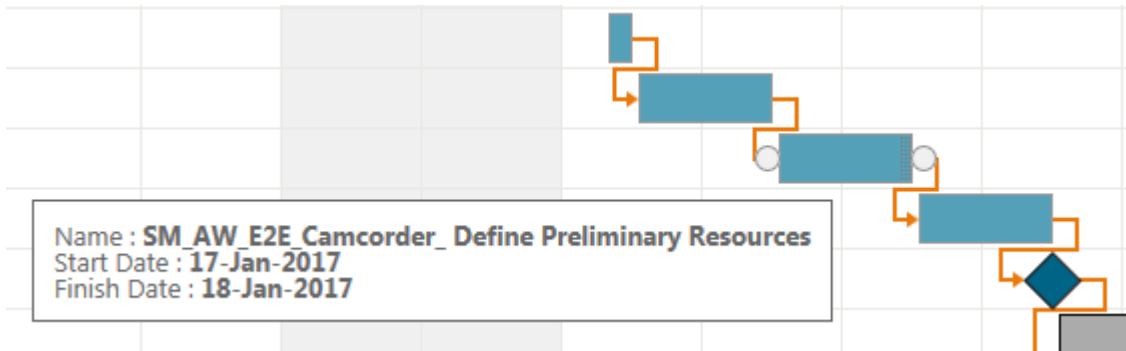 Name : SM_AW_E2E_Camcorder_ Define Preliminary Resources
Start Date : 17-Jan-2017
Finish Date : 18-Jan-2017